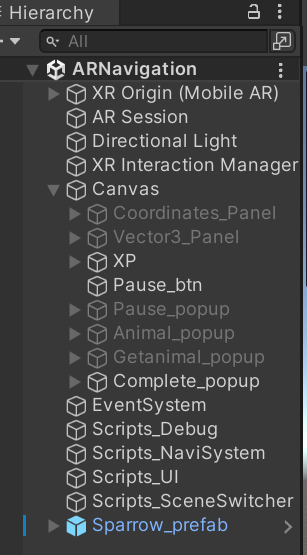 Hierarchy
All
ARNavigation
XR Origin (Mobile AR)
AR Session
Directional Light
XR Interaction Manager
Canvas
Coordinates_Panel
Vector3_Panel
XP
Pause_btn
Pause_popup
Animal_popup
Getanimal_popup
Complete_popup
EventSystem
Scripts_Debug
Scripts_NaviSystem
Scripts_UI
Scripts_SceneSwitcher
Sparrow_prefab